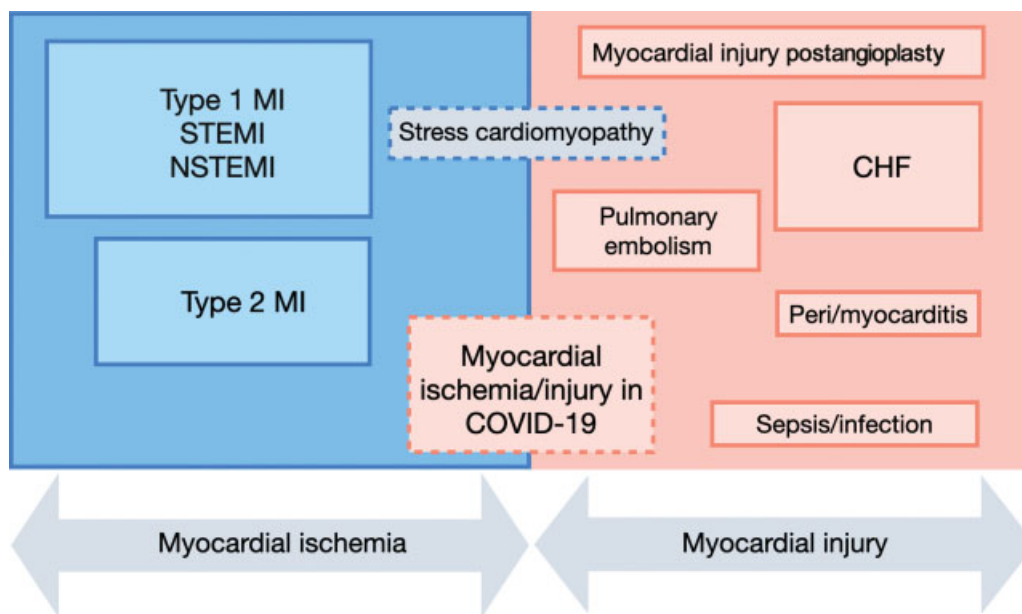 Myocardial injury postangioplasty
Type 1 MI
STEMI
NSTEMI
Stress cardiomyopathy
CHF
Pulmonary
embolism
Type 2 MI
Peri/myocarditis
Myocardial
ischemia/injury in
COVID-19
Sepsis/infection
Myocardial ischemia
Myocardial injury